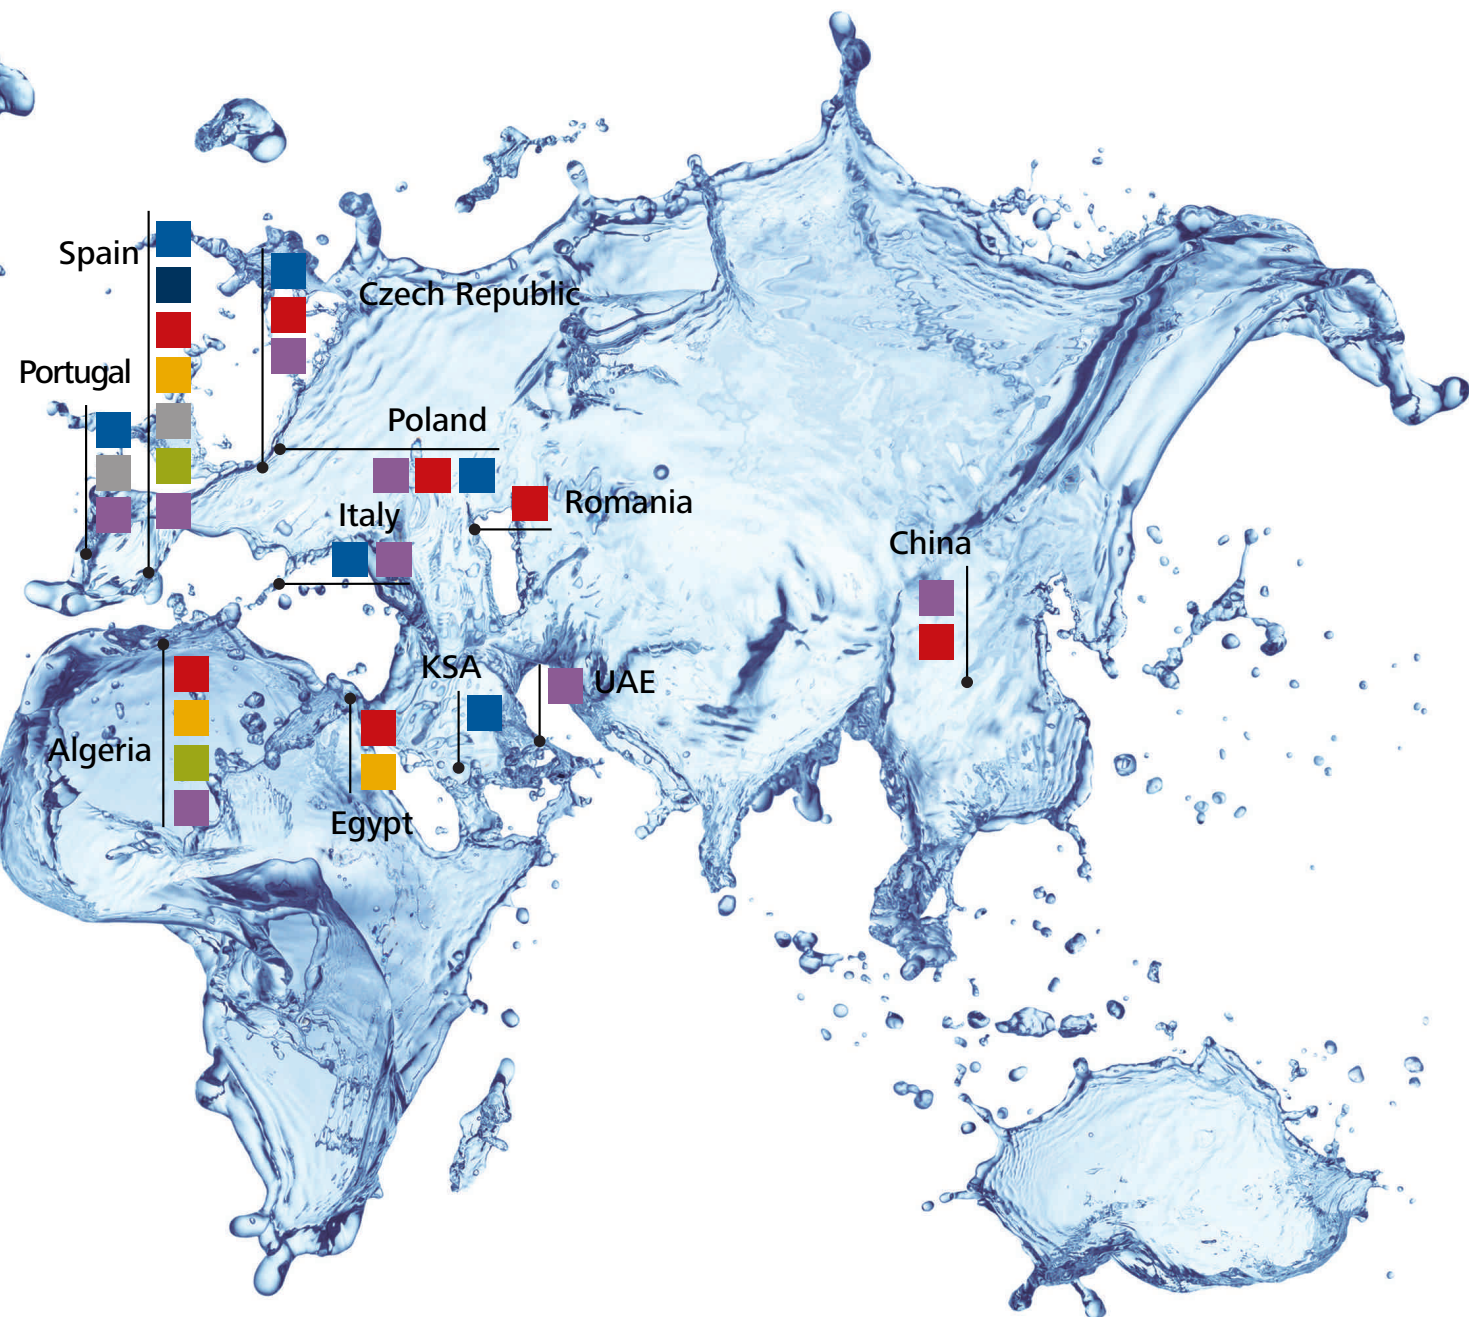 Spain
Czech Republic
Portugal
Poland
Romania
Italy
China
KSA
UAE
Algeria
Egypt